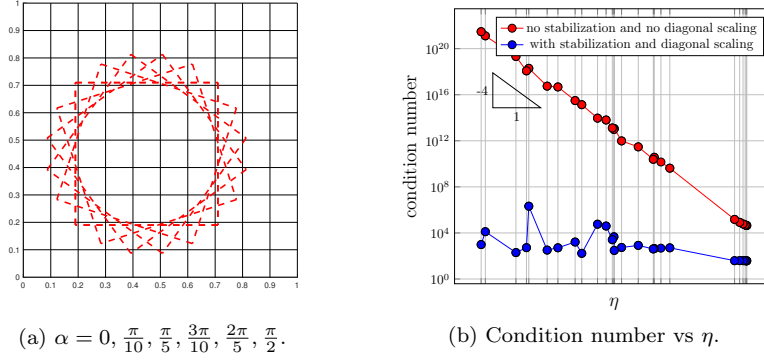 1
0.9
0.8
0.7
0.6
0.5
0.4
0.3
0.2
0.1
0
0 0.1 0.2 0.3 0.4 0.5 0.6 0.7 0.8 0.9 1
(a) α = 0, π/10, π/5, 3π/10, 2π/5, π/2.
no stabilization and no diagonal scaling
with stabilization and diagonal scaling
condition number
10^20
10^16
10^12
10^8
10^4
10^0
-4
1
η
(b) Condition number vs η.